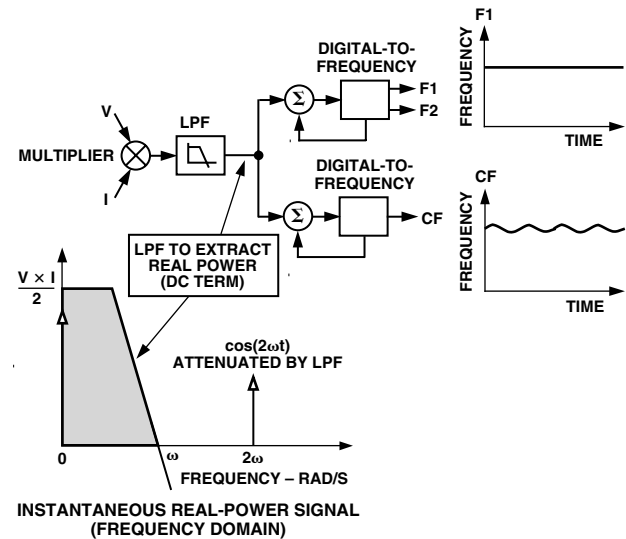 F1
DIGITAL-TO-
FREQUENCY
F1
F2
FREQUENCY
TIME
V
LPF
MULTIPLIER
I
Σ
DIGITAL-TO-
FREQUENCY
Σ
CF
CF
FREQUENCY
TIME
LPF TO EXTRACT
REAL POWER
(DC TERM)
V × I
2
cos(2ωt)
ATTENUATED BY LPF
0
ω
2ω
FREQUENCY – RAD/S
INSTANTANEOUS REAL-POWER SIGNAL
(FREQUENCY DOMAIN)